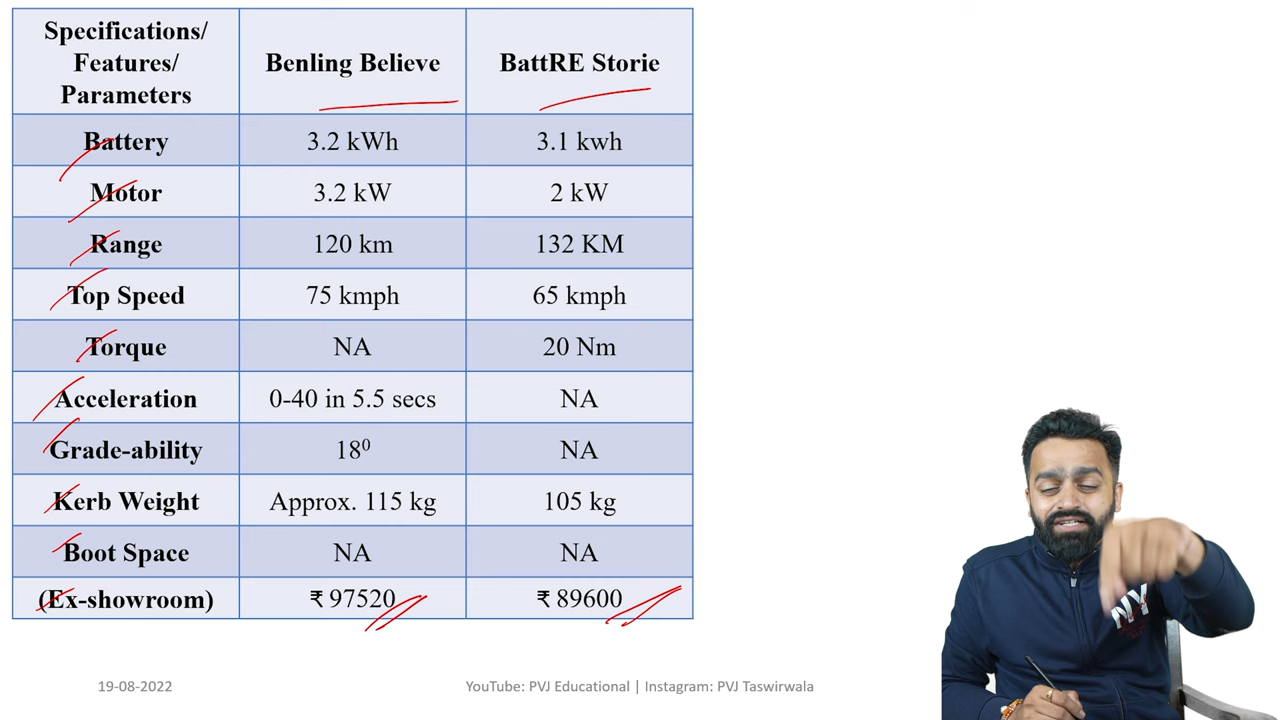 Specifications/
Features/
Parameters
Benling Believe
BattRE Storie
Battery
3.2 kWh
3.1 kwh
Motor
3.2 kW
2 kW
Range
120 km
132 KM
Top Speed
75 kmph
65 kmph
Torque
NA
20 Nm
Acceleration
0-40 in 5.5 secs
NA
Grade-ability
18⁰
NA
Kerb Weight
Approx. 115 kg
105 kg
Boot Space
NA
NA
(Ex-showroom)
₹ 97520
₹ 89600
NY
19-08-2022
YouTube: PVJ Educational | Instagram: PVJ Taswirwala